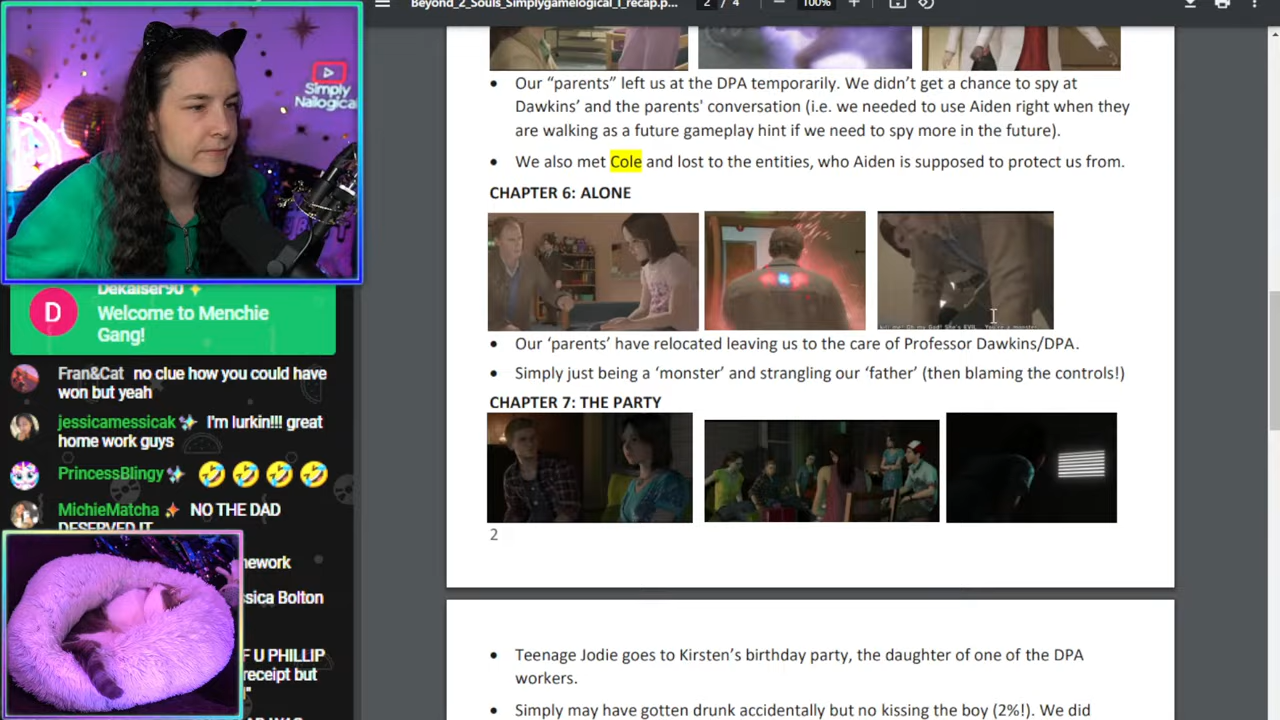 Beyond_2_Souls_Simplygamelogical_I_recap.p...
2 / 4
100%
Simply
Nailogical
Our “parents” left us at the DPA temporarily. We didn’t get a chance to spy at
Dawkins’ and the parents' conversation (i.e. we needed to use Aiden right when they
are walking as a future gameplay hint if we need to spy more in the future).
We also met Cole and lost to the entities, who Aiden is supposed to protect us from.
CHAPTER 6: ALONE
Our ‘parents’ have relocated leaving us to the care of Professor Dawkins/DPA.
Simply just being a ‘monster’ and strangling our ‘father’ (then blaming the controls!)
CHAPTER 7: THE PARTY
2
Teenage Jodie goes to Kirsten’s birthday party, the daughter of one of the DPA
workers.
Simply may have gotten drunk accidentally but no kissing the boy (2%!). We did
Dekaiser90
D
Welcome to Menchie
Gang!
Fran&Cat no clue how you could have
won but yeah
jessicamessicak I'm lurkin!!! great
home work guys
PrincessBlingy
MichieMatcha NO THE DAD
DESERVED IT
ework
ssica Bolton
F U PHILLIP
receipt but